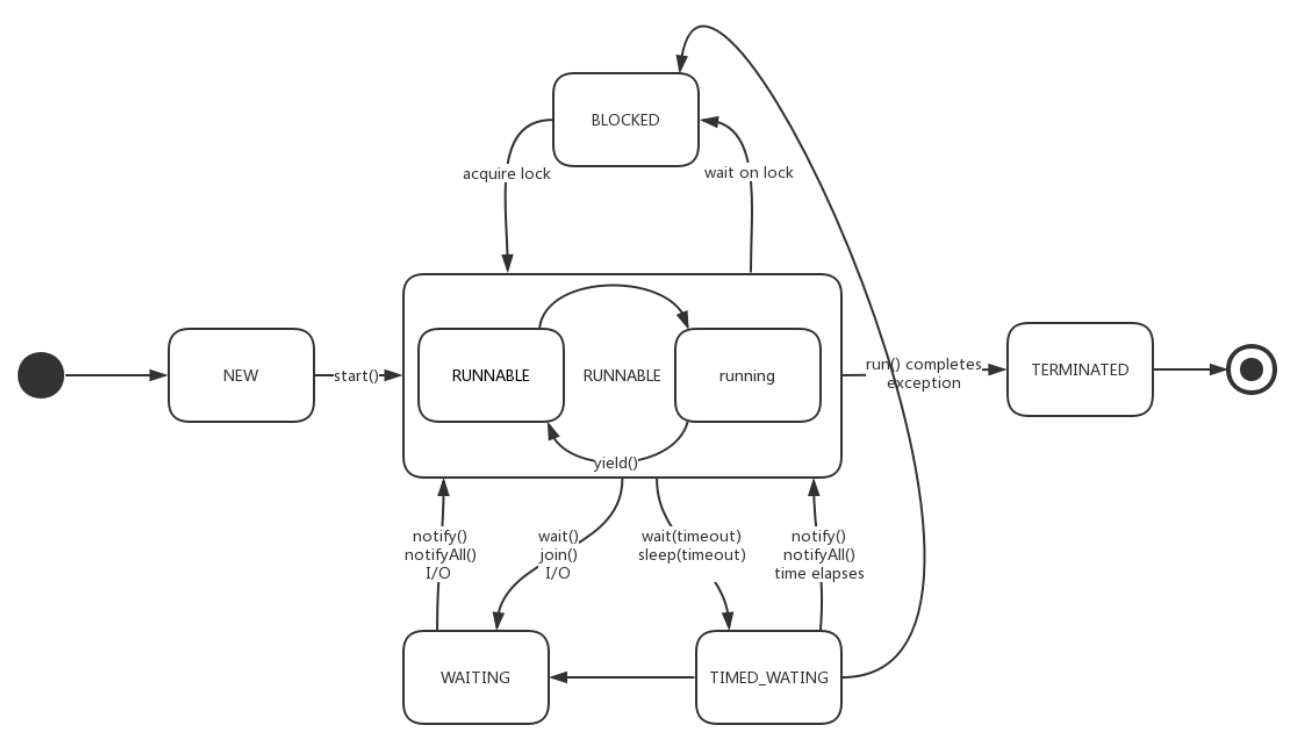 BLOCKED
acquire lock
wait on lock
NEW
start()
RUNNABLE
RUNNABLE
running
yield()
run() completes
exception
TERMINATED
notify()
notifyAll()
I/O
wait()
join()
I/O
wait(timeout)
sleep(timeout)
notify()
notifyAll()
time elapses
WAITING
TIMED_WATING